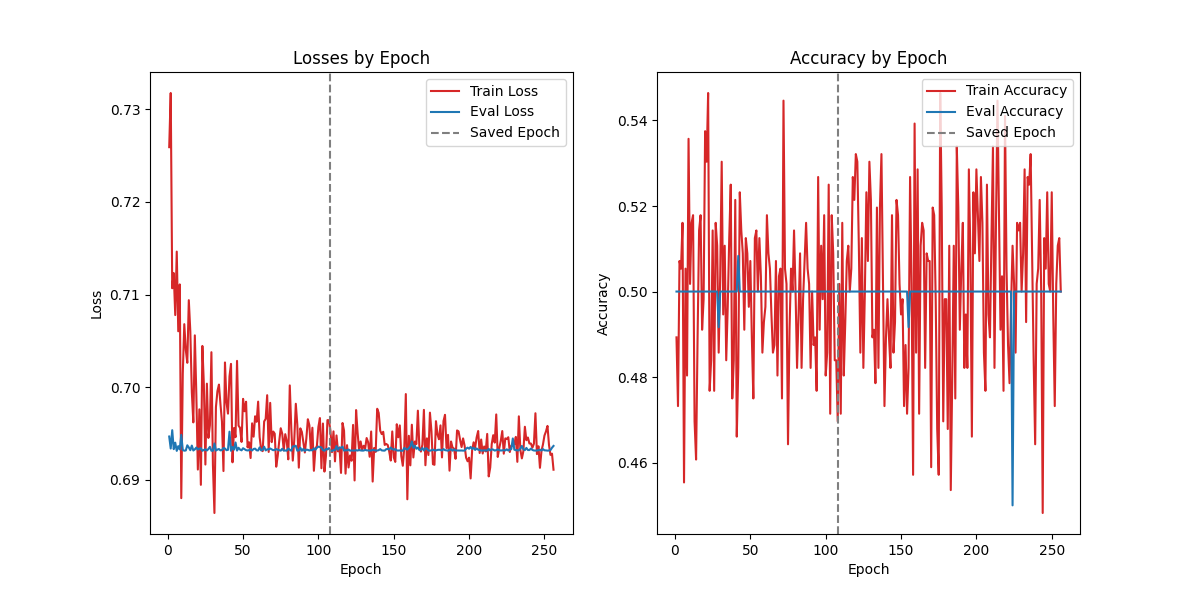 Losses by Epoch
Train Loss
Eval Loss
Saved Epoch
0.73
0.72
0.71
0.70
0.69
Loss
0
50
100
150
200
250
Epoch
Accuracy by Epoch
Train Accuracy
Eval Accuracy
Saved Epoch
0.54
0.52
0.50
0.48
0.46
Accuracy
0
50
100
150
200
250
Epoch